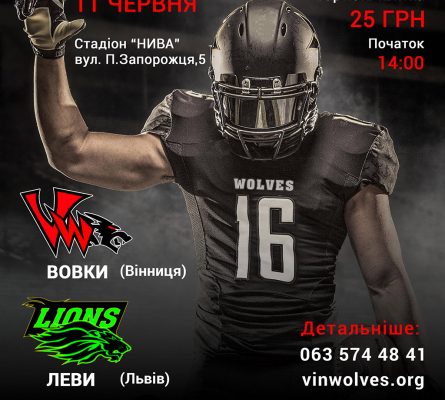 11 ЧЕРВНЯ
Стадіон "НИВА"
вул. П.Запорожця,5
25 ГРН
Початок
14:00
WOLVES
16
W
ВОВКИ (Вінниця)
LIONS
ЛЕВИ (Львів)
Детальніше:
063 574 48 41
vinwolves.org